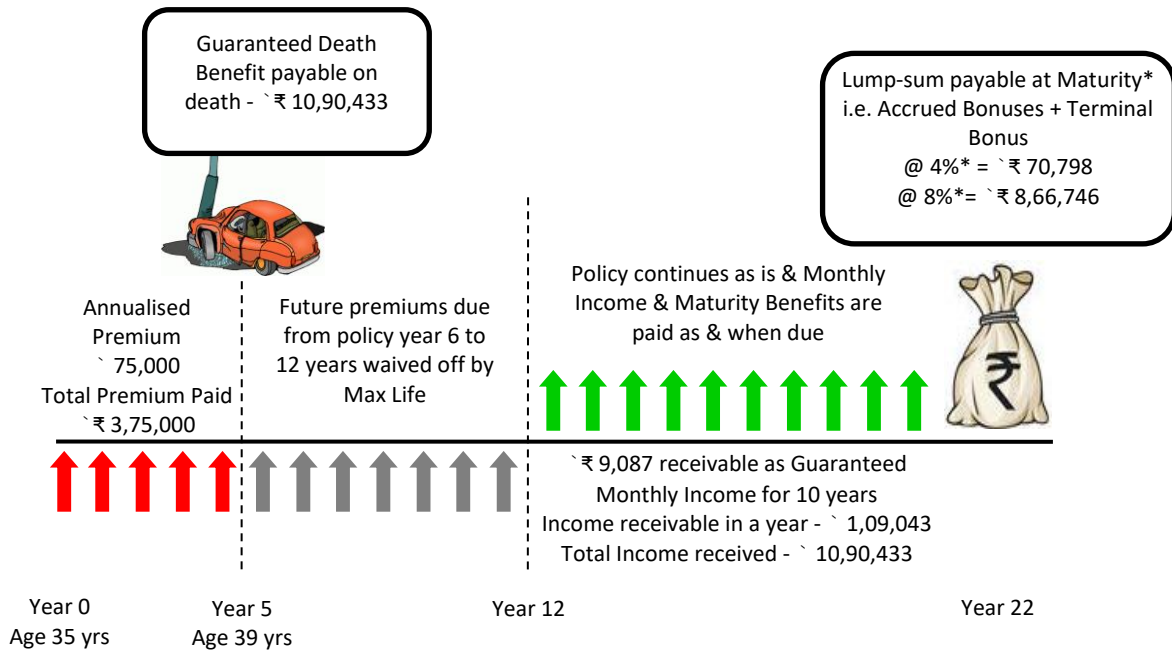 Guaranteed Death
Benefit payable on
death - ` ₹ 10,90,433
Lump-sum payable at Maturity*
i.e. Accrued Bonuses + Terminal
Bonus
@ 4%* = ` ₹ 70,798
@ 8%*= ` ₹ 8,66,746
Annualised
Premium
` 75,000
Total Premium Paid
` ₹ 3,75,000
Future premiums due
from policy year 6 to
12 years waived off by
Max Life
Policy continues as is & Monthly
Income & Maturity Benefits are
paid as & when due
₹
` ₹ 9,087 receivable as Guaranteed
Monthly Income for 10 years
Income receivable in a year - ` 1,09,043
Total Income received - ` 10,90,433
Year 0
Age 35 yrs
Year 5
Age 39 yrs
Year 12
Year 22